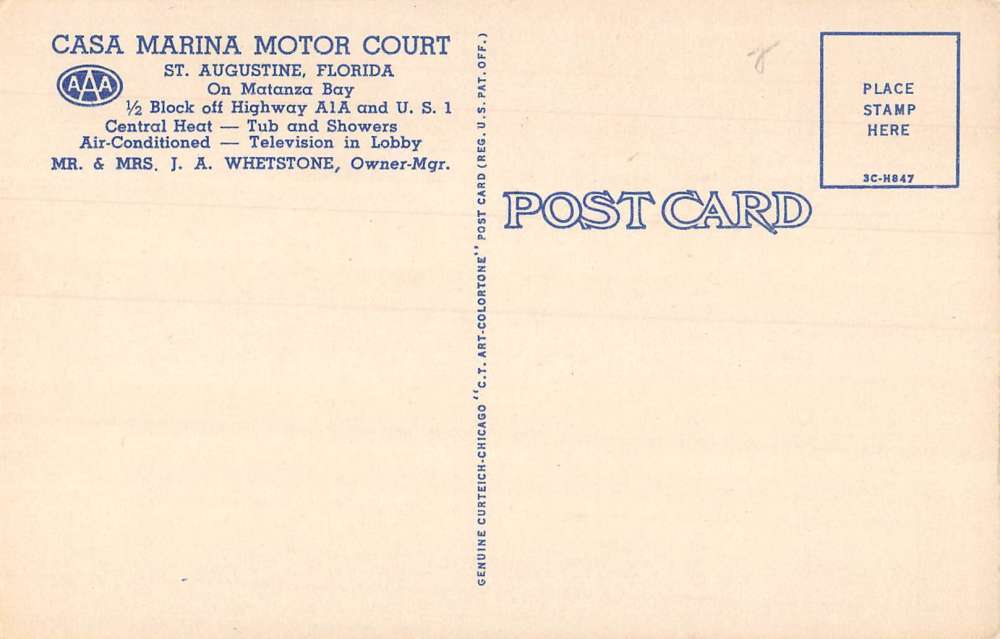 CASA MARINA MOTOR COURT
AAA
ST. AUGUSTINE, FLORIDA
On Matanza Bay
½ Block off Highway A1A and U. S. 1
Central Heat — Tub and Showers
Air-Conditioned — Television in Lobby
MR. & MRS. J. A. WHETSTONE, Owner-Mgr.
GENUINE CURTEICH-CHICAGO "C.T. ART-COLORTONE" POST CARD (REG. U.S. PAT. OFF.)
8
PLACE
STAMP
HERE
3C-H847
POST CARD